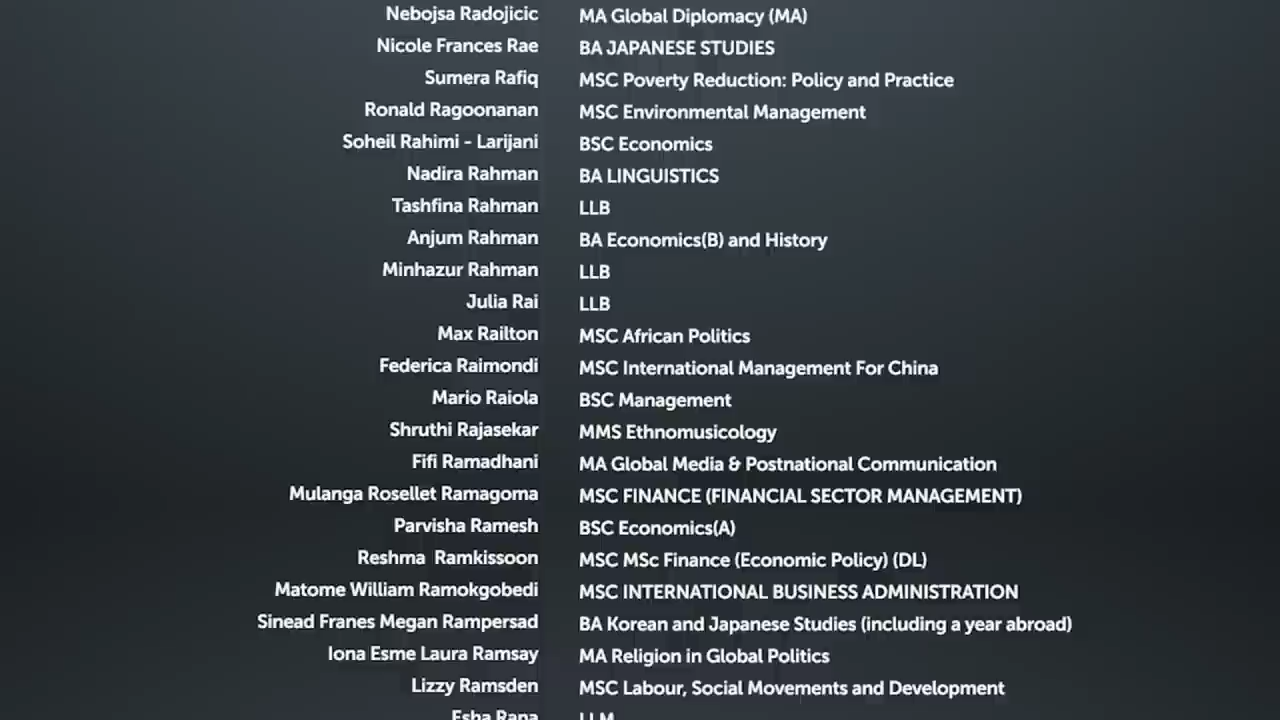 Nebojsa Radojicic MA Global Diplomacy (MA)
Nicole Frances Rae BA JAPANESE STUDIES
Sumera Rafiq MSC Poverty Reduction: Policy and Practice
Ronald Ragoonanan MSC Environmental Management
Soheil Rahimi - Larijani BSC Economics
Nadira Rahman BA LINGUISTICS
Tashfina Rahman LLB
Anjum Rahman BA Economics(B) and History
Minhazur Rahman LLB
Julia Rai LLB
Max Railton MSC African Politics
Federica Raimondi MSC International Management For China
Mario Raiola BSC Management
Shruthi Rajasekar MMS Ethnomusicology
Fifi Ramadhani MA Global Media & Postnational Communication
Mulanga Rosellet Ramagoma MSC FINANCE (FINANCIAL SECTOR MANAGEMENT)
Parvisha Ramesh BSC Economics(A)
Reshma  Ramkissoon MSC MSc Finance (Economic Policy) (DL)
Matome William Ramokgobedi MSC INTERNATIONAL BUSINESS ADMINISTRATION
Sinead Franes Megan Rampersad BA Korean and Japanese Studies (including a year abroad)
Iona Esme Laura Ramsay MA Religion in Global Politics
Lizzy Ramsden MSC Labour, Social Movements and Development
Esha Rana LLM